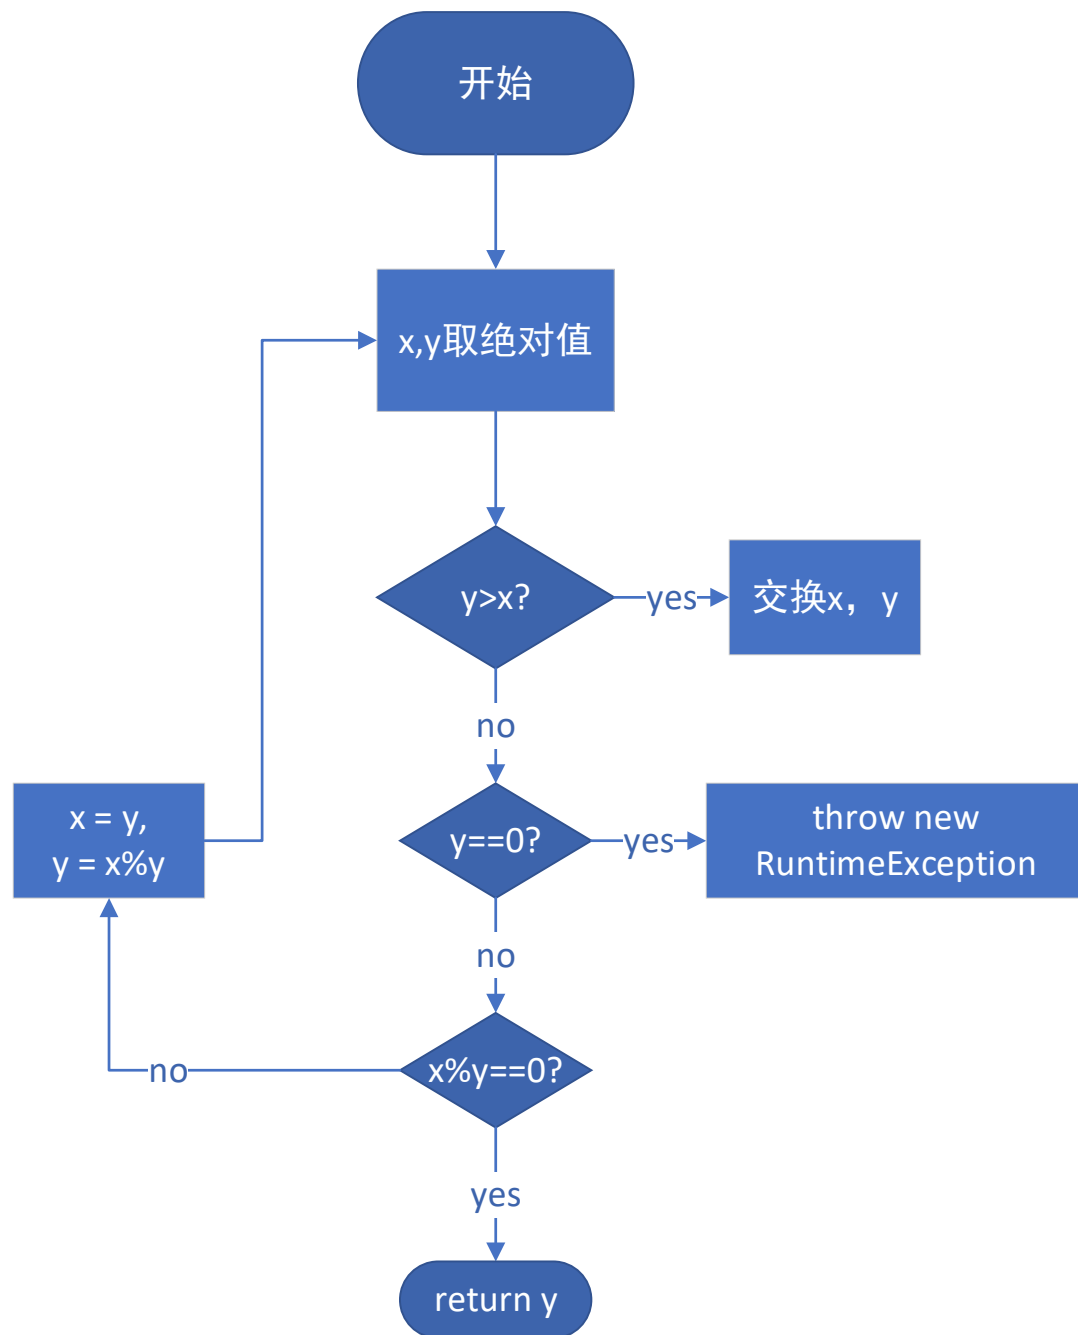 开始
x,y取绝对值
y>x?
yes
交换x，y
no
x = y,
y = x%y
y==0?
yes
throw new
RuntimeException
no
x%y==0?
no
yes
return y